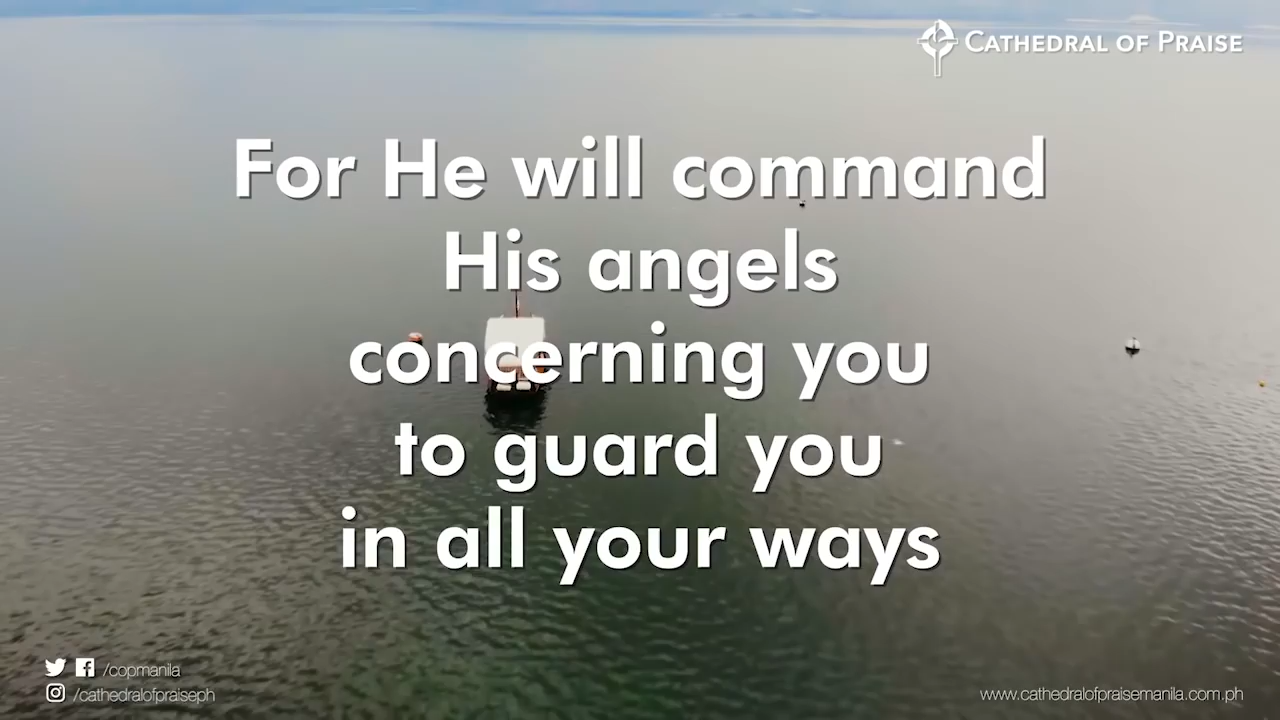 CATHEDRAL OF PRAISE
For He will command
His angels
concerning you
to guard you
in all your ways
/copmanila
/cathedralofpraiseph
www.cathedralofpraisemanila.com.ph